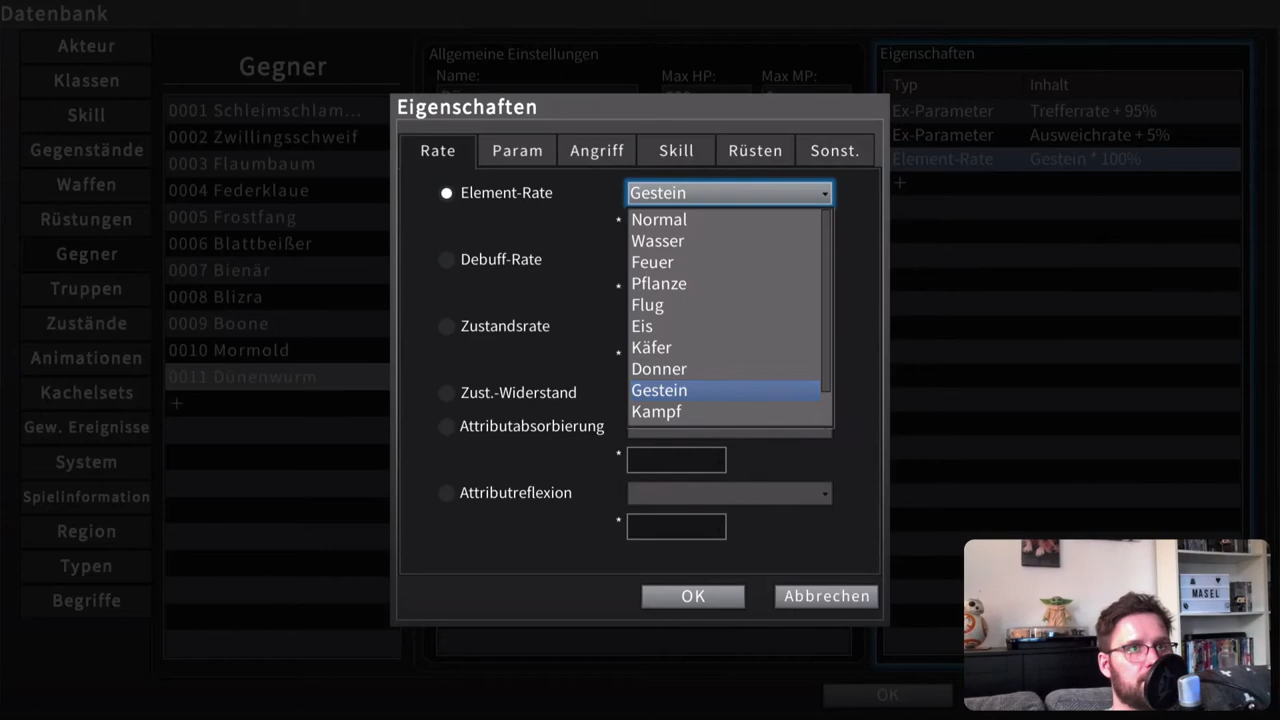 Datenbank
Akteur
Klassen
Skill
Gegenstände
Waffen
Rüstungen
Gegner
Truppen
Zustände
Animationen
Kachelsets
Gew. Ereignisse
System
Spielinformation
Region
Typen
Begriffe
Gegner
0001 Schleimschlam...
0002 Zwillingsschweif
0003 Flaumbaum
0004 Federklaue
0005 Frostfang
0006 Blattbeißer
0007 Bienär
0008 Blizra
0009 Boone
0010 Mormold
0011 Dünenwurm
+
Allgemeine Einstellungen
Name:
Max HP:
Max MP:
Eigenschaften
Rate
Param
Angriff
Skill
Rüsten
Sonst.
Element-Rate
Gestein
*
Normal
Wasser
Feuer
Pflanze
Flug
Eis
Käfer
Donner
Gestein
Kampf
Debuff-Rate
*
Zustandsrate
*
Zust.-Widerstand
Attributabsorbierung
*
Attributreflexion
*
OK
Abbrechen
Eigenschaften
Typ
Inhalt
Ex-Parameter
Trefferrate + 95%
Ex-Parameter
Ausweichrate + 5%
Element-Rate
Gestein * 100%
+
OK
MASEL